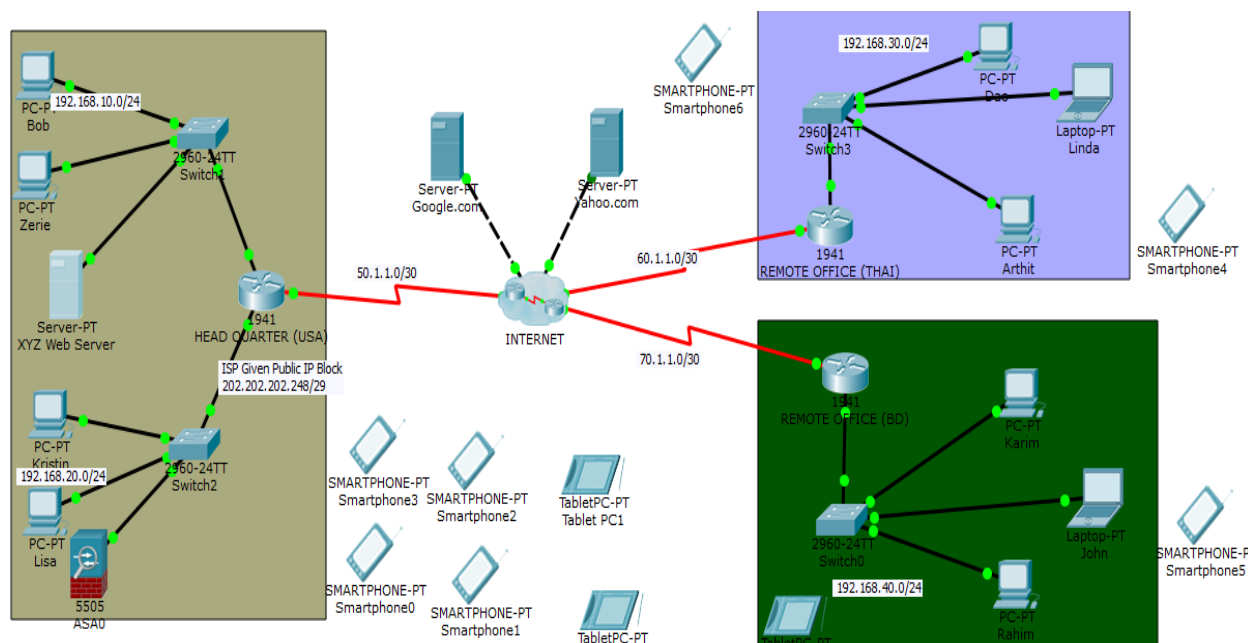 PC-PT
Bob
192.168.10.0/24
2960-24TT
Switch1
PC-PT
Zerie
Server-PT
XYZ Web Server
1941
HEAD QUARTER (USA)
ISP Given Public IP Block
202.202.202.248/29
PC-PT
Kristin
2960-24TT
Switch2
192.168.20.0/24
PC-PT
Lisa
5505
ASA0
50.1.1.0/30
Server-PT
Google.com
Server-PT
Yahoo.com
INTERNET
60.1.1.0/30
70.1.1.0/30
SMARTPHONE-PT
Smartphone6
192.168.30.0/24
PC-PT
Dao
2960-24TT
Switch3
Laptop-PT
Linda
1941
REMOTE OFFICE (THAI)
PC-PT
Arthit
SMARTPHONE-PT
Smartphone4
1941
REMOTE OFFICE (BD)
PC-PT
Karim
2960-24TT
Switch0
Laptop-PT
John
192.168.40.0/24
PC-PT
Rahim
SMARTPHONE-PT
Smartphone5
SMARTPHONE-PT
Smartphone3
SMARTPHONE-PT
Smartphone2
TabletPC-PT
Tablet PC1
SMARTPHONE-PT
Smartphone0
SMARTPHONE-PT
Smartphone1
TabletPC-PT
TabletPC-PT